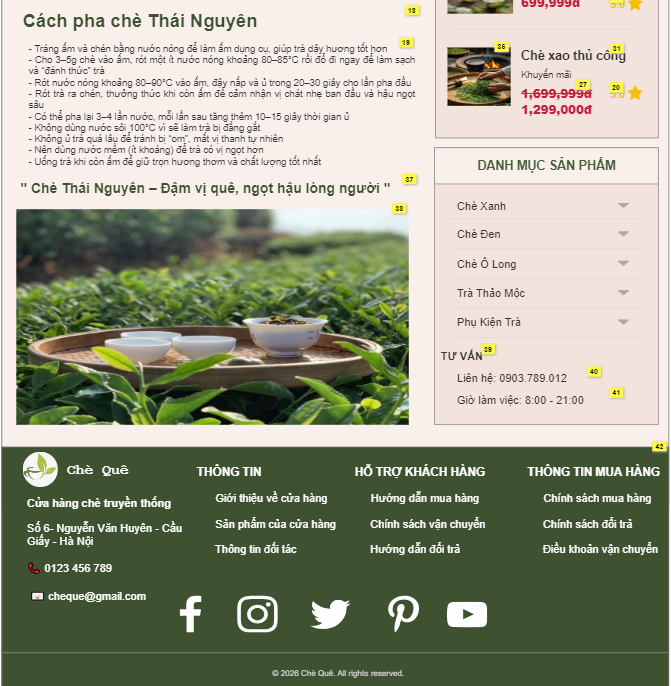 Cách pha chè Thái Nguyên
18
19
- Tráng ấm và chén bằng nước nóng để làm ấm dụng cụ, giúp trà dậy hương tốt hơn
- Cho 3–5g chè vào ấm, rót một ít nước nóng khoảng 80–85°C rồi đổ đi ngay để làm sạch
và “đánh thức” trà
- Rót nước nóng khoảng 80–90°C vào ấm, đậy nắp và ủ trong 20–30 giây cho lần pha đầu
- Rót trà ra chén, thưởng thức khi còn ấm để cảm nhận vị chát nhẹ ban đầu và hậu ngọt
sâu
- Có thể pha lại 3–4 lần nước, mỗi lần sau tăng thêm 10–15 giây thời gian ủ
- Không dùng nước sôi 100°C vì sẽ làm trà bị đắng gắt
- Không ủ trà quá lâu để tránh bị “om”, mất vị thanh tự nhiên
- Nên dùng nước mềm (ít khoáng) để trà có vị ngọt hơn
- Uống trà khi còn ấm để giữ trọn hương thơm và chất lượng tốt nhất
37
" Chè Thái Nguyên – Đậm vị quê, ngọt hậu lòng người "
38
699,999đ
5.0
35
31
Chè xao thủ công
Khuyến mãi
27
20
1,699,999đ
5.0
1,299,000đ
DANH MỤC SẢN PHẨM
Chè Xanh
Chè Đen
Chè Ô Long
Trà Thảo Mộc
Phụ Kiện Trà
TƯ VẤN
39
Liên hệ: 0903.789.012
40
Giờ làm việc: 8:00 - 21:00
41
42
Chè Quê
Cửa hàng chè truyền thống
Số 6- Nguyễn Văn Huyên - Cầu
Giấy - Hà Nội
0123 456 789
cheque@gmail.com
THÔNG TIN
Giới thiệu về cửa hàng
Sản phẩm của cửa hàng
Thông tin đối tác
HỖ TRỢ KHÁCH HÀNG
Hướng dẫn mua hàng
Chính sách vận chuyển
Hướng dẫn đổi trả
THÔNG TIN MUA HÀNG
Chính sách mua hàng
Chính sách đổi trả
Điều khoản vận chuyển
© 2026 Chè Quê. All rights reserved.